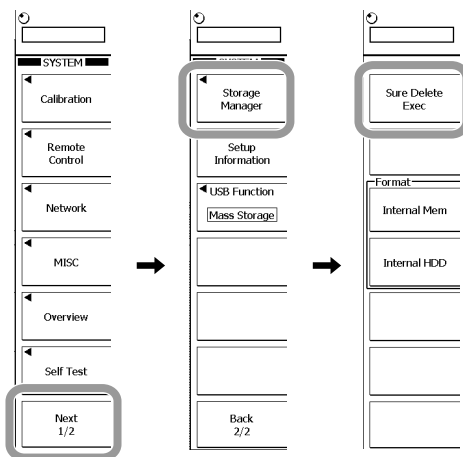 SYSTEM
Calibration
Remote
Control
Network
MISC
Overview
Self Test
Next
1/2
Storage
Manager
Setup
Information
USB Function
Mass Storage
Back
2/2
Sure Delete
Exec
Format
Internal Mem
Internal HDD